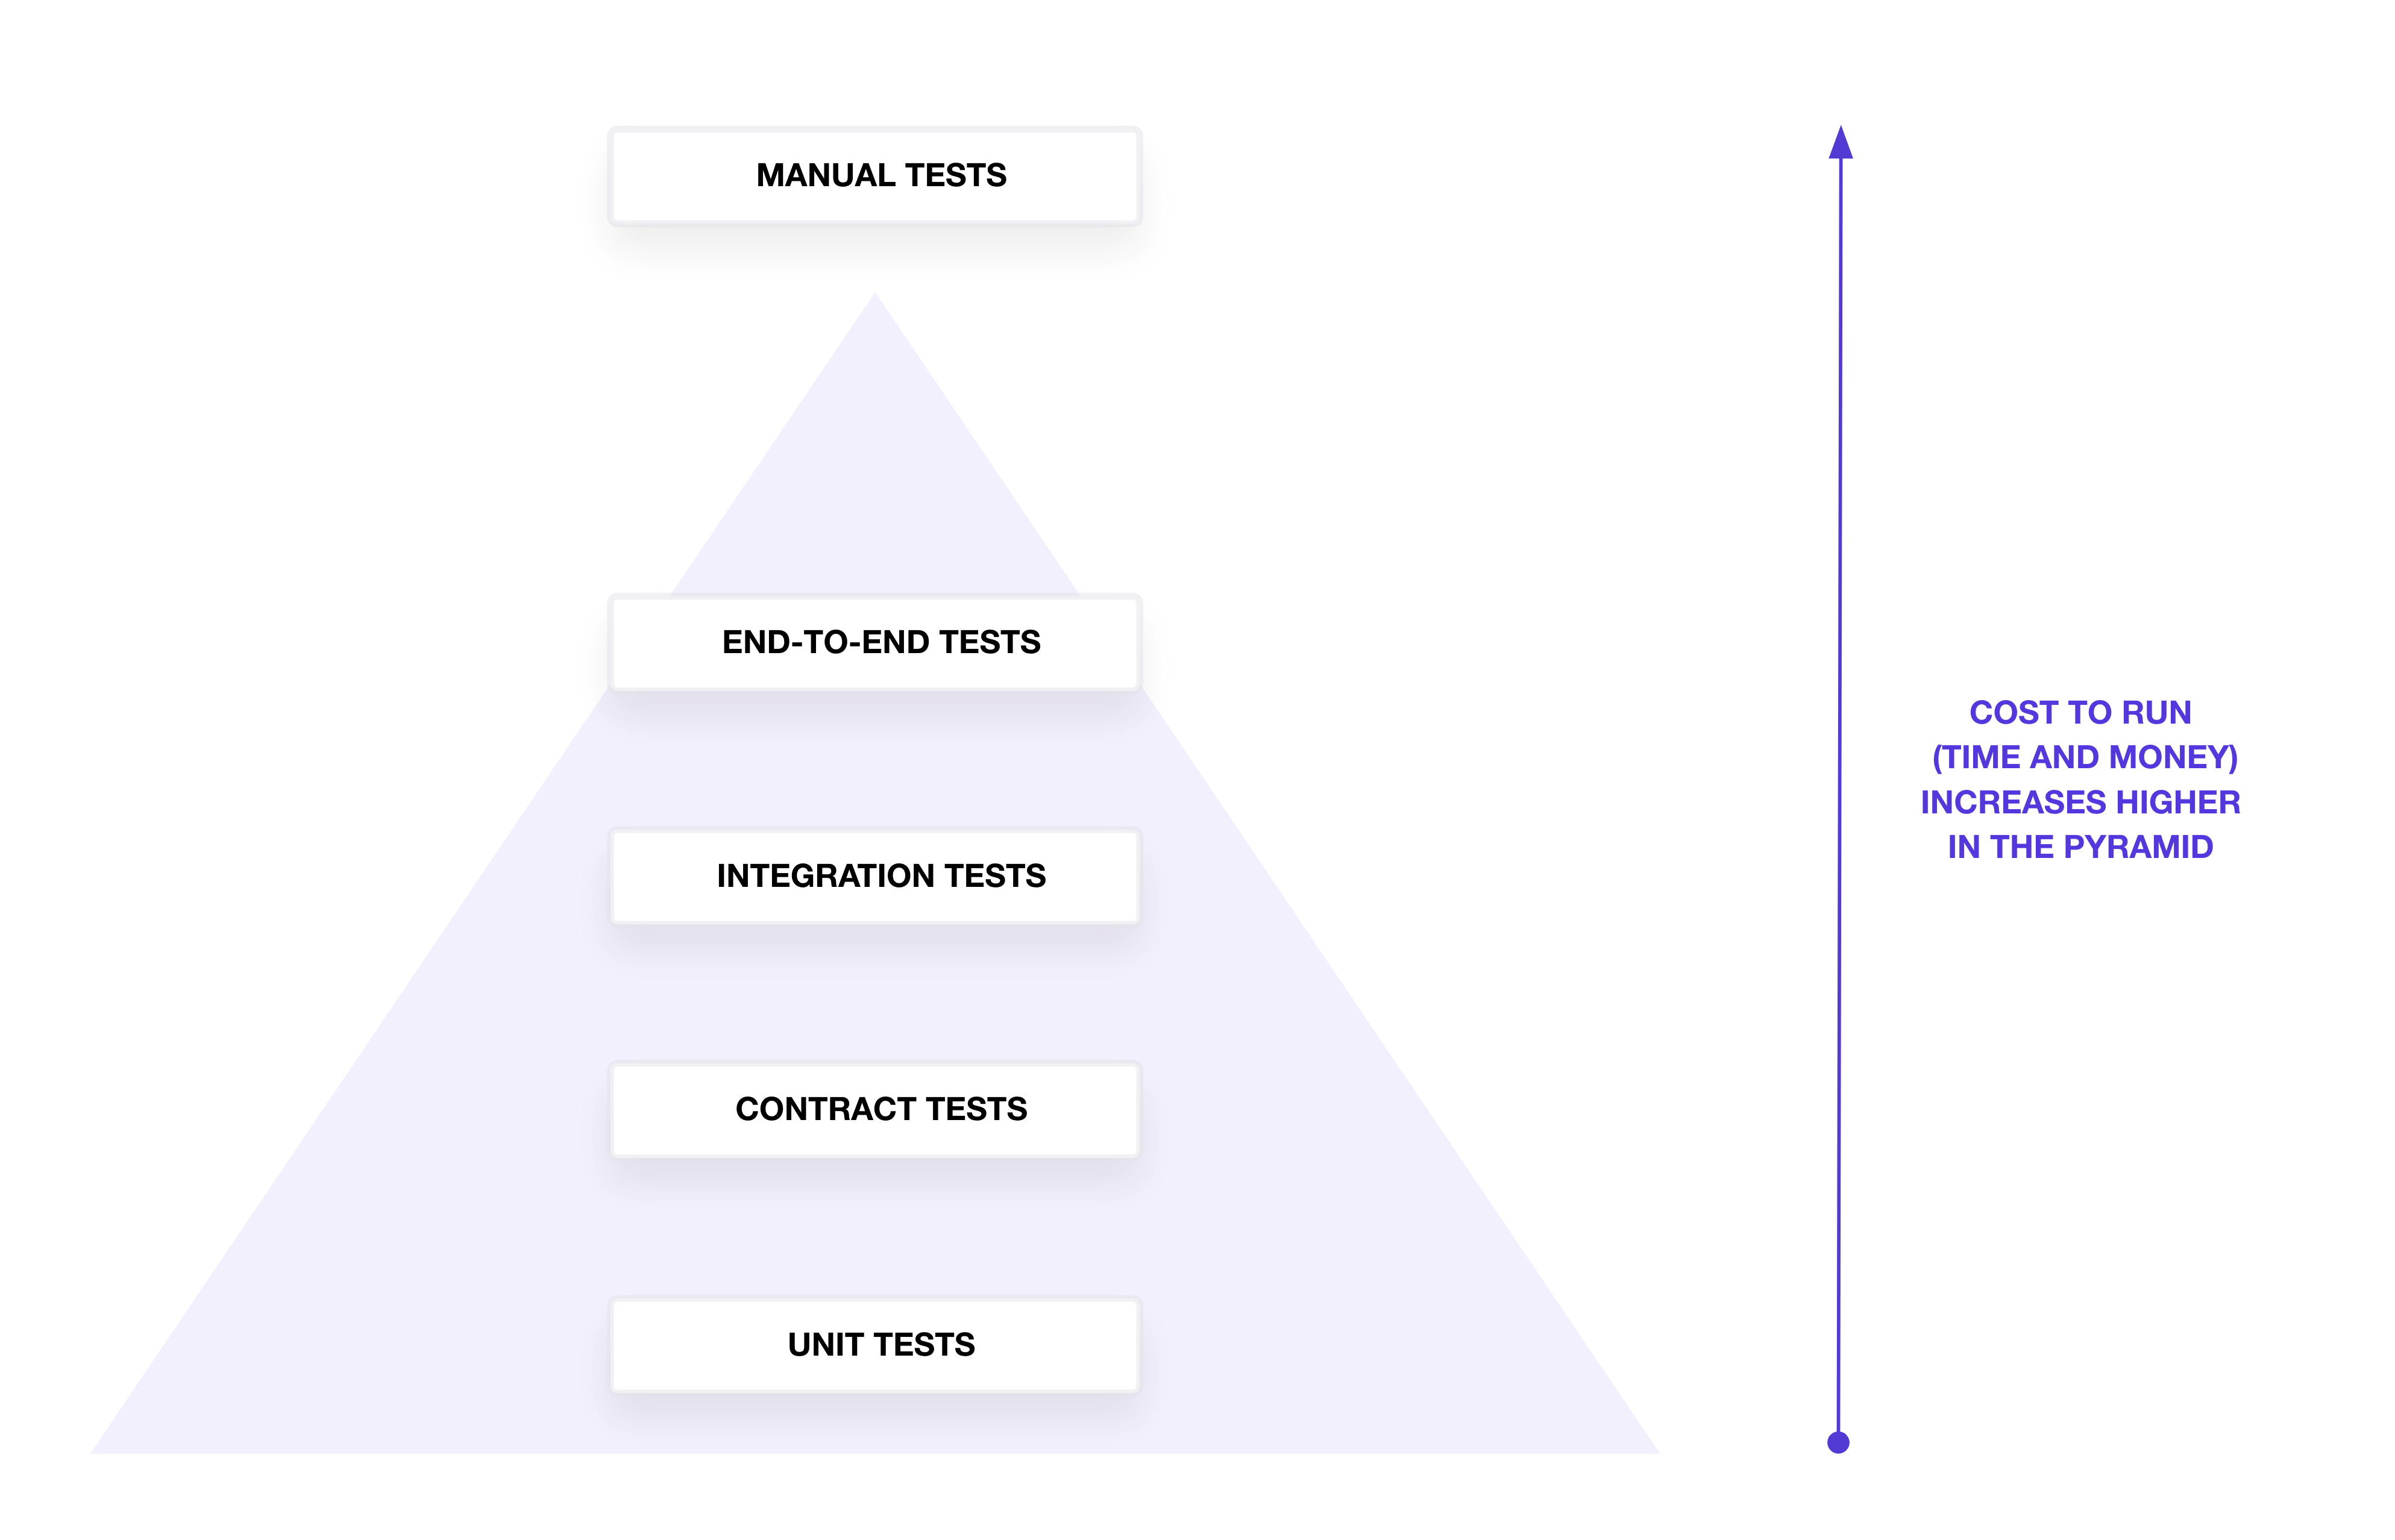 MANUAL TESTS
END-TO-END TESTS
INTEGRATION TESTS
CONTRACT TESTS
UNIT TESTS
COST TO RUN
(TIME AND MONEY)
INCREASES HIGHER
IN THE PYRAMID